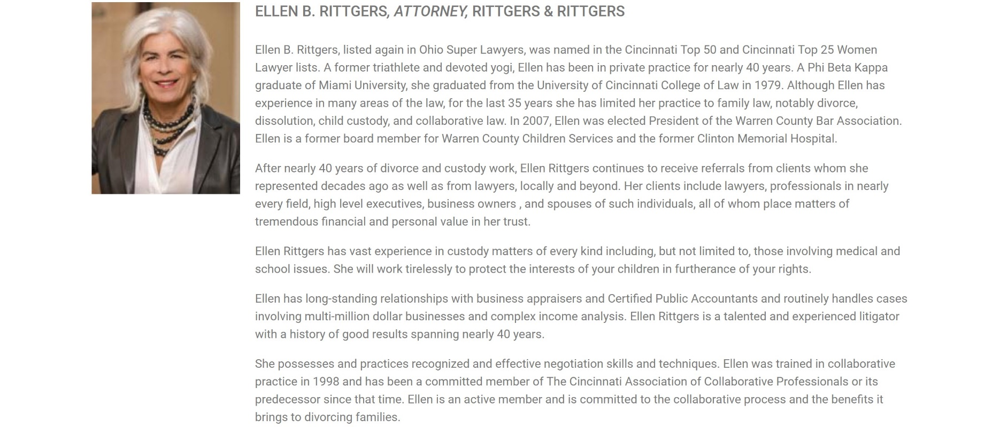 ELLEN B. RITTGERS, ATTORNEY, RITTGERS & RITTGERS
Ellen B. Rittgers, listed again in Ohio Super Lawyers, was named in the Cincinnati Top 50 and Cincinnati Top 25 Women
Lawyer lists. A former triathlete and devoted yogi, Ellen has been in private practice for nearly 40 years. A Phi Beta Kappa
graduate of Miami University, she graduated from the University of Cincinnati College of Law in 1979. Although Ellen has
experience in many areas of the law, for the last 35 years she has limited her practice to family law, notably divorce,
dissolution, child custody, and collaborative law. In 2007, Ellen was elected President of the Warren County Bar Association.
Ellen is a former board member for Warren County Children Services and the former Clinton Memorial Hospital.
After nearly 40 years of divorce and custody work, Ellen Rittgers continues to receive referrals from clients whom she
represented decades ago as well as from lawyers, locally and beyond. Her clients include lawyers, professionals in nearly
every field, high level executives, business owners , and spouses of such individuals, all of whom place matters of
tremendous financial and personal value in her trust.
Ellen Rittgers has vast experience in custody matters of every kind including, but not limited to, those involving medical and
school issues. She will work tirelessly to protect the interests of your children in furtherance of your rights.
Ellen has long-standing relationships with business appraisers and Certified Public Accountants and routinely handles cases
involving multi-million dollar businesses and complex income analysis. Ellen Rittgers is a talented and experienced litigator
with a history of good results spanning nearly 40 years.
She possesses and practices recognized and effective negotiation skills and techniques. Ellen was trained in collaborative
practice in 1998 and has been a committed member of The Cincinnati Association of Collaborative Professionals or its
predecessor since that time. Ellen is an active member and is committed to the collaborative process and the benefits it
brings to divorcing families.